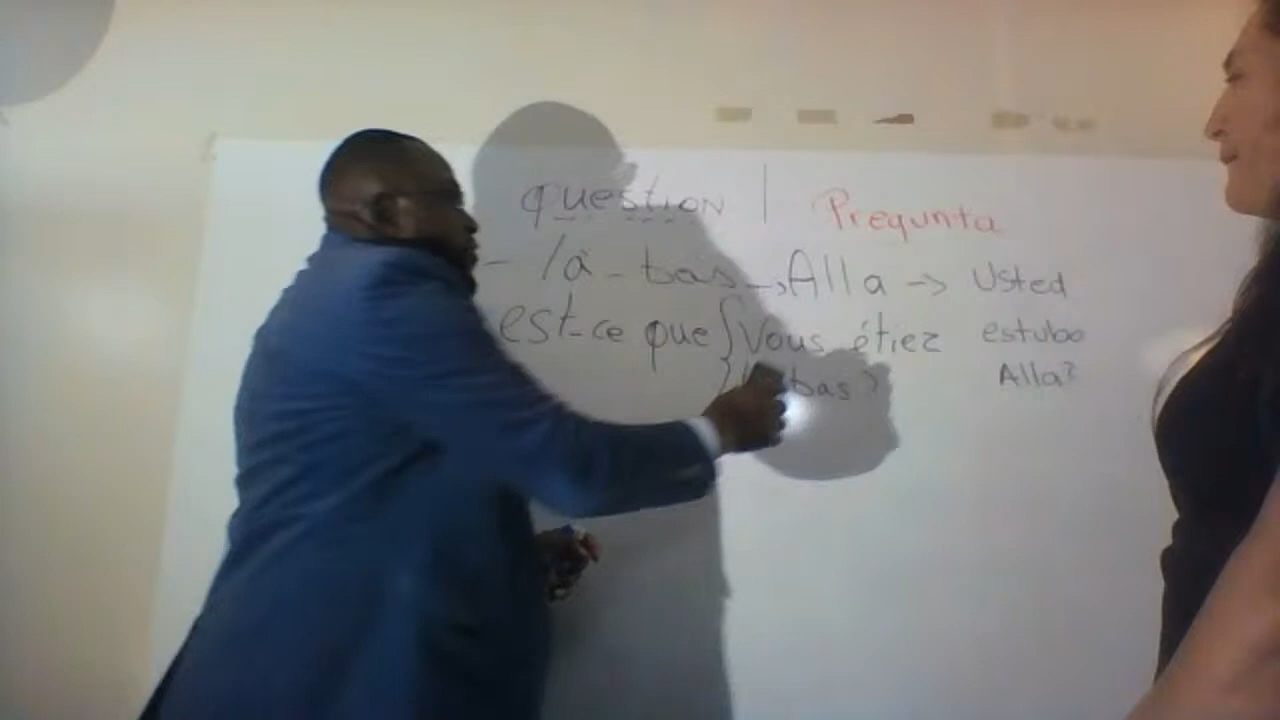 question | Pregunta
- là-bas → Alla → Usted
est-ce que { Vous étiez estubo
bas? Alla?